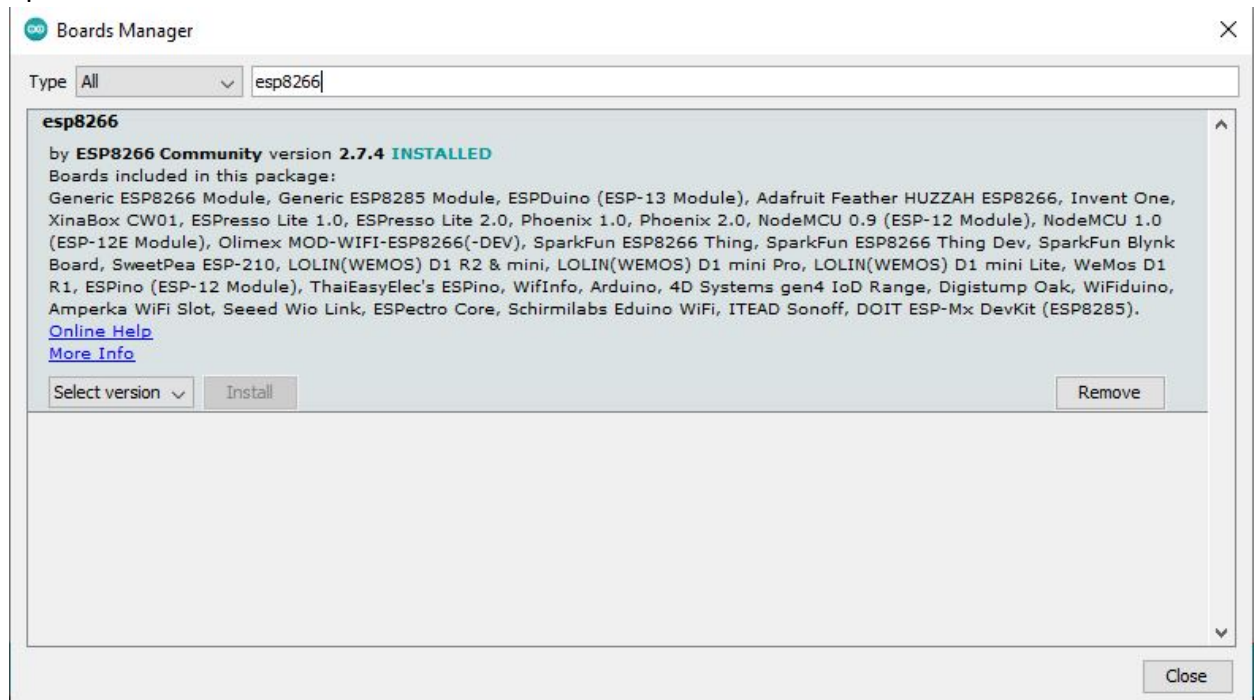 Boards Manager
Type All esp8266
esp8266
by ESP8266 Community version 2.7.4 INSTALLED
Boards included in this package:
Generic ESP8266 Module, Generic ESP8285 Module, ESPDuino (ESP-13 Module), Adafruit Feather HUZZAH ESP8266, Invent One,
XinaBox CW01, ESPresso Lite 1.0, ESPresso Lite 2.0, Phoenix 1.0, Phoenix 2.0, NodeMCU 0.9 (ESP-12 Module), NodeMCU 1.0
(ESP-12E Module), Olimex MOD-WIFI-ESP8266(-DEV), SparkFun ESP8266 Thing, SparkFun ESP8266 Thing Dev, SparkFun Blynk
Board, SweetPea ESP-210, LOLIN(WEMOS) D1 R2 & mini, LOLIN(WEMOS) D1 mini Pro, LOLIN(WEMOS) D1 mini Lite, WeMos D1
R1, ESPino (ESP-12 Module), ThaiEasyElec's ESPino, WifInfo, Arduino, 4D Systems gen4 IoD Range, Digistump Oak, WiFiduino,
Amperka WiFi Slot, Seeed Wio Link, ESPectro Core, Schirmilabs Eduino WiFi, ITEAD Sonoff, DOIT ESP-Mx DevKit (ESP8285).
Online Help
More Info
Select version Install Remove
Close